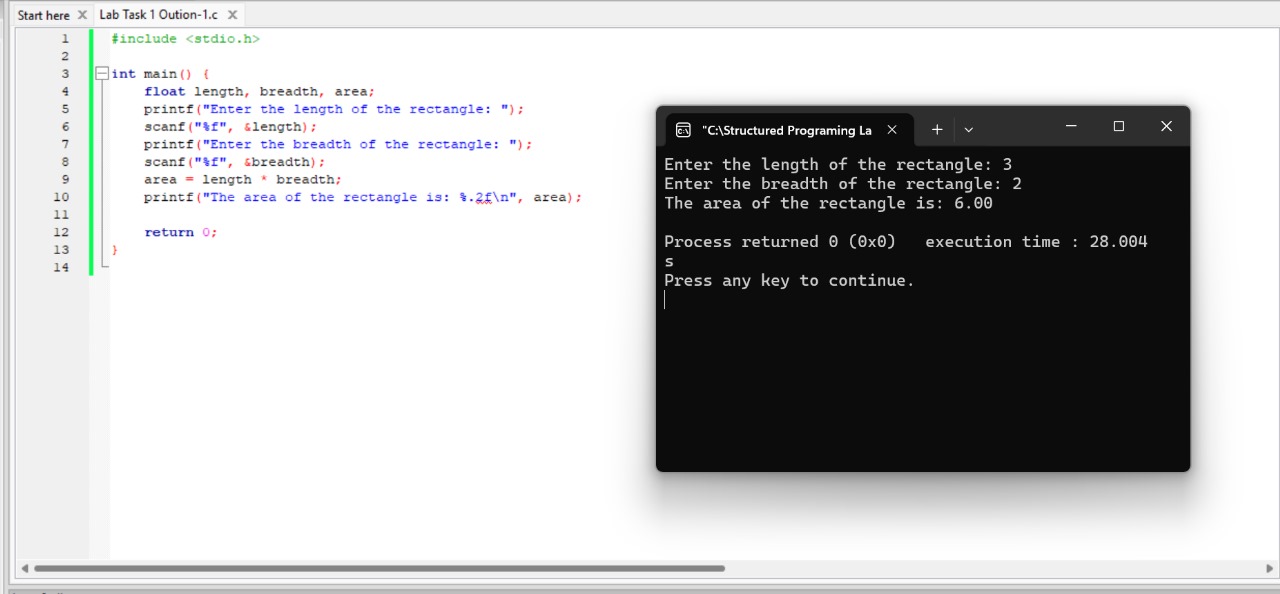 Start here X Lab Task 1 Oution-1.c X
1 #include <stdio.h>
2
3 int main() {
4 float length, breadth, area;
5 printf("Enter the length of the rectangle: ");
6 scanf("%f", &length);
7 printf("Enter the breadth of the rectangle: ");
8 scanf("%f", &breadth);
9 area = length * breadth;
10 printf("The area of the rectangle is: %.2f\n", area);
11
12 return 0;
13 }
14
"C:\Structured Programing La
Enter the length of the rectangle: 3
Enter the breadth of the rectangle: 2
The area of the rectangle is: 6.00
Process returned 0 (0x0) execution time : 28.004
s
Press any key to continue.